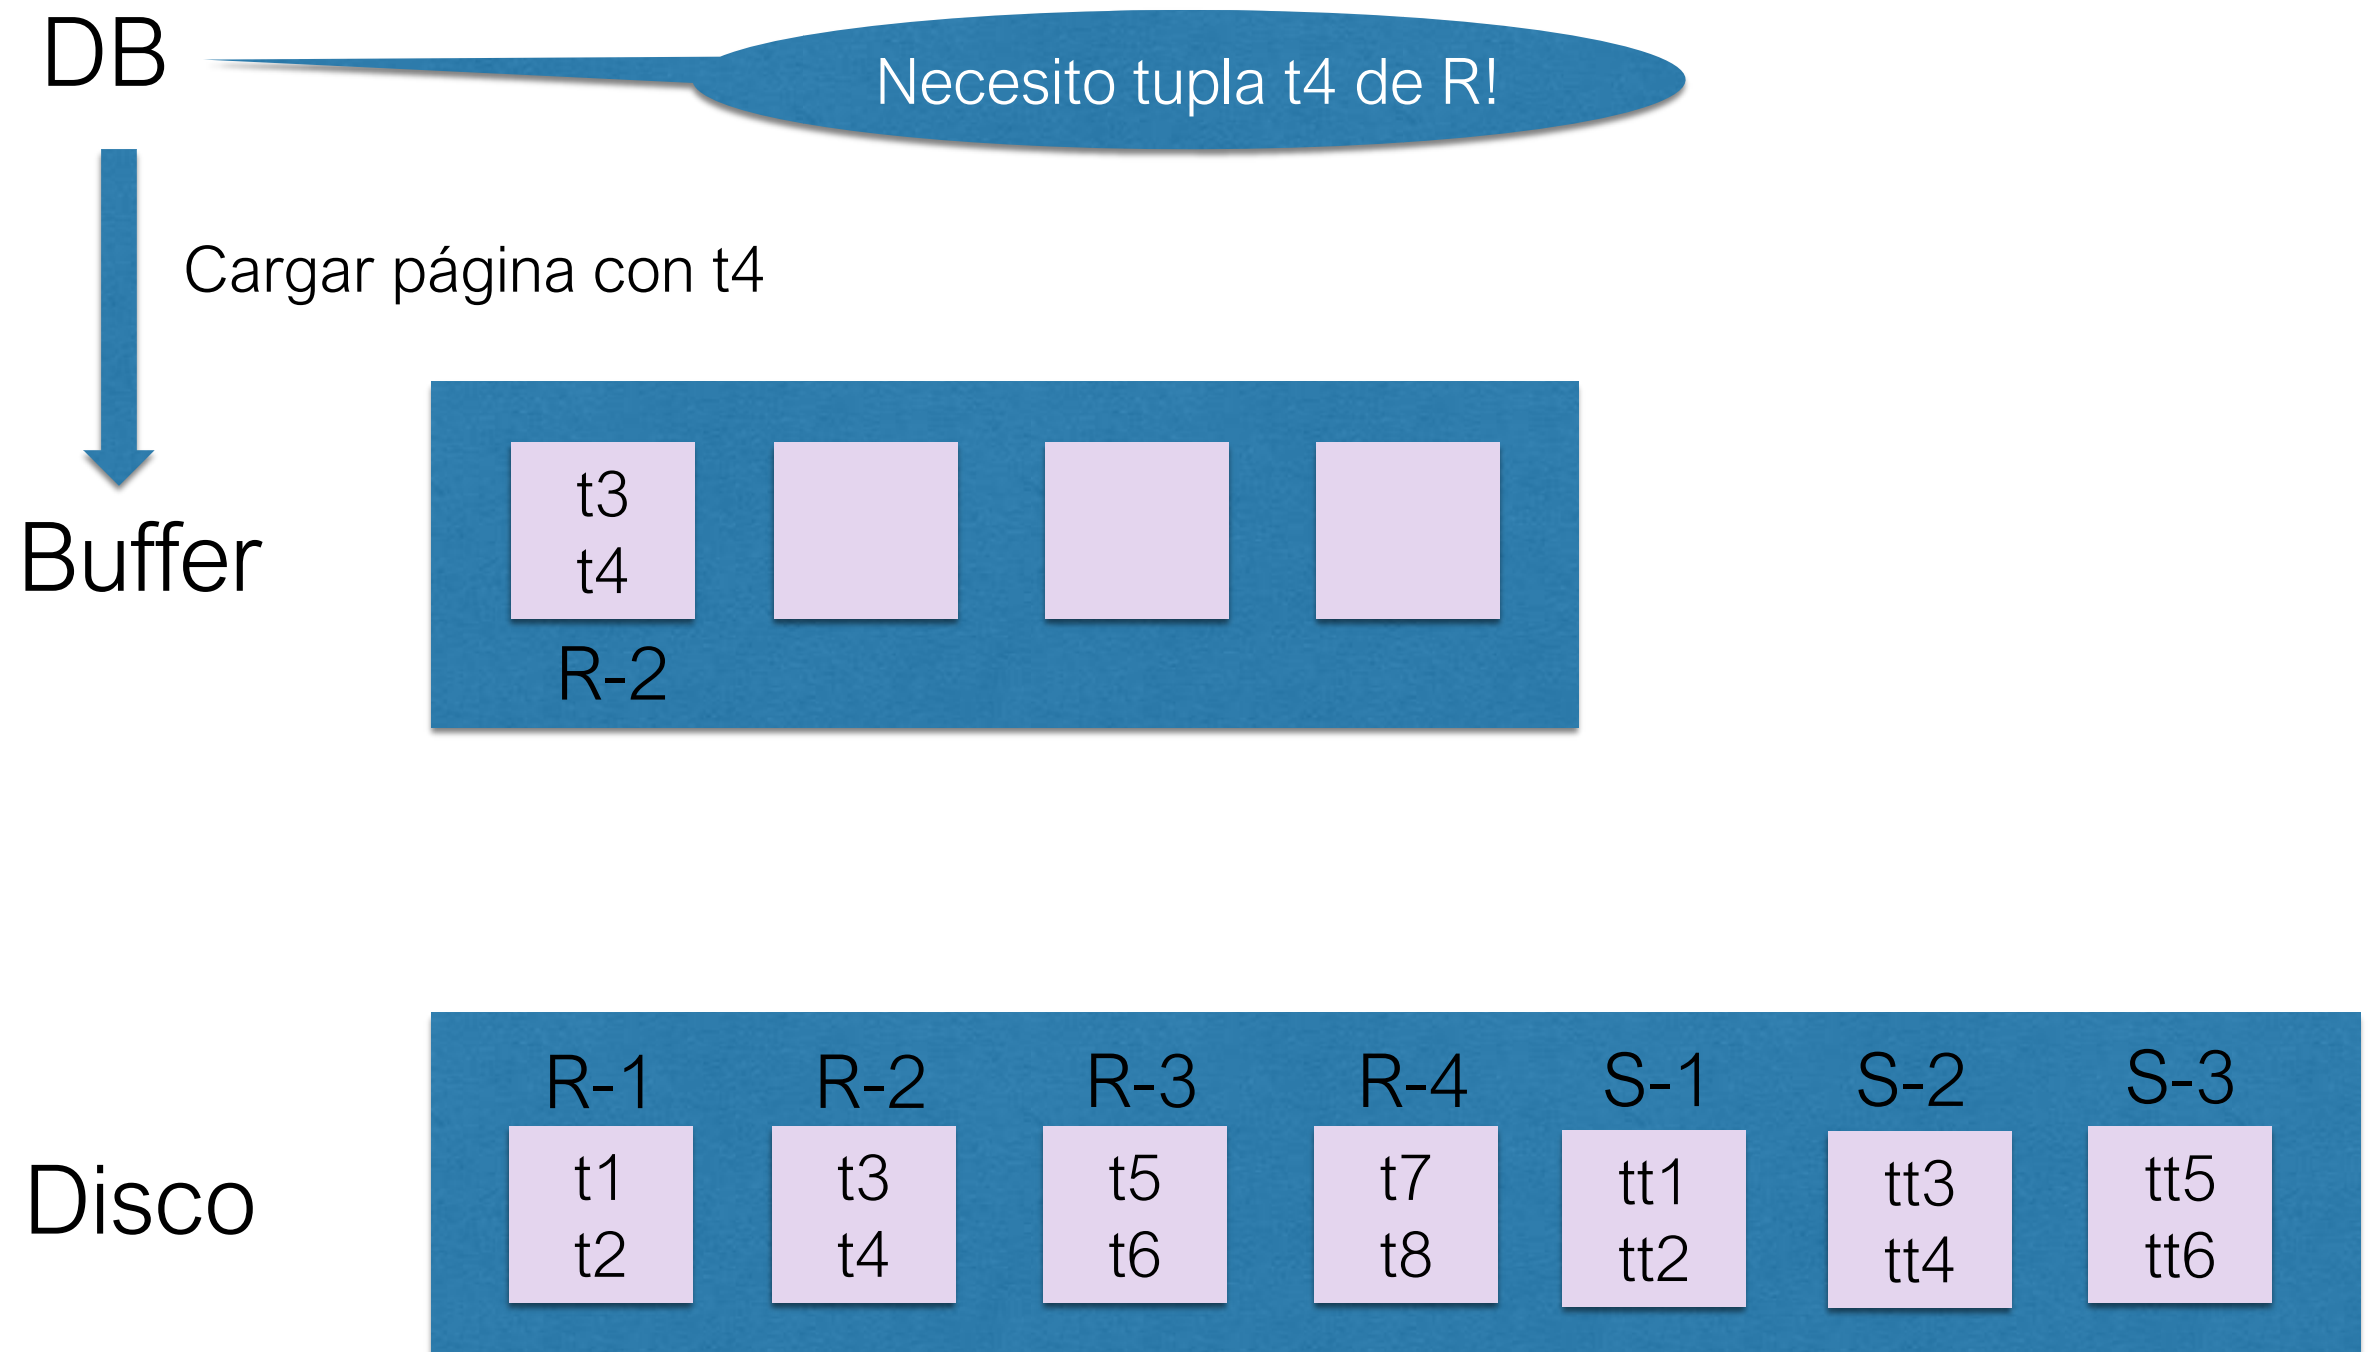 DB
Necesito tupla t4 de R!
Cargar página con t4
Buffer
t3
t4
R-2
Disco
R-1
t1
t2
R-2
t3
t4
R-3
t5
t6
R-4
t7
t8
S-1
tt1
tt2
S-2
tt3
tt4
S-3
tt5
tt6